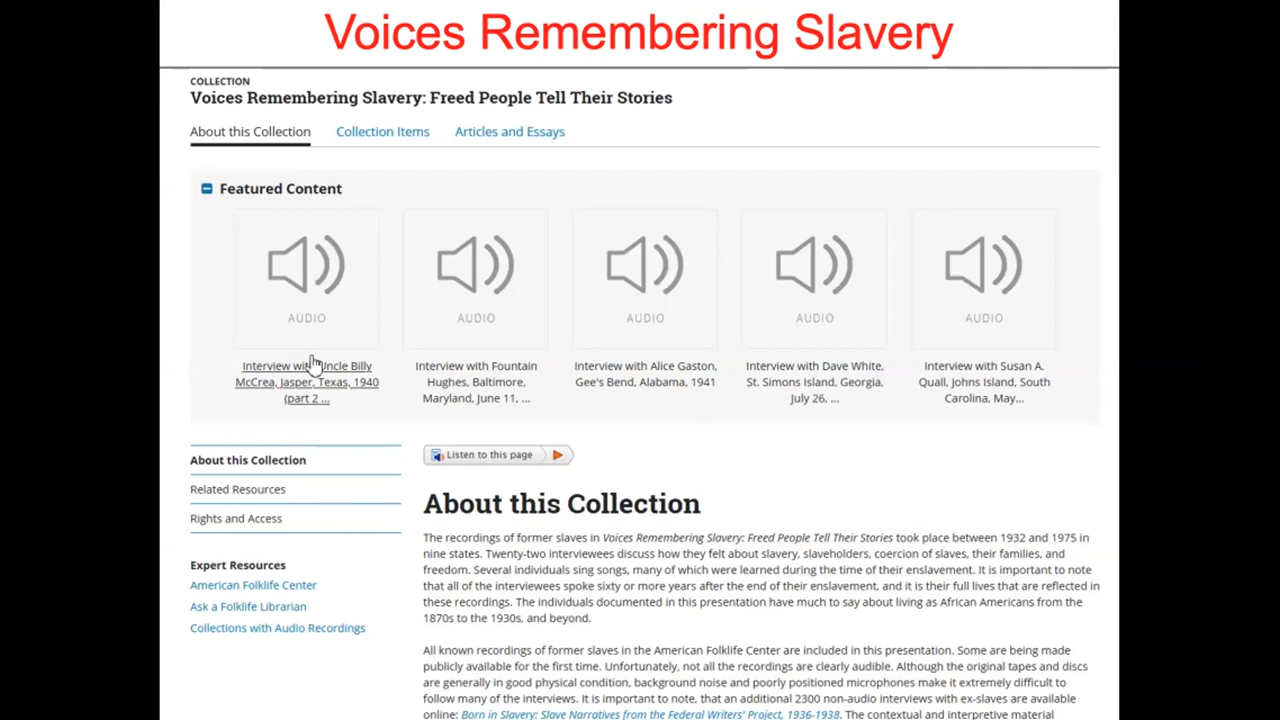 Voices Remembering Slavery
COLLECTION
Voices Remembering Slavery: Freed People Tell Their Stories
About this Collection
Collection Items
Articles and Essays
Featured Content
AUDIO
AUDIO
AUDIO
AUDIO
AUDIO
Interview with Uncle Billy
McCrea, Jasper, Texas, 1940
(part 2 ...
Interview with Fountain
Hughes, Baltimore,
Maryland, June 11, ...
Interview with Alice Gaston,
Gee's Bend, Alabama, 1941
Interview with Dave White,
St. Simons Island, Georgia,
July 26, ...
Interview with Susan A.
Quall, Johns Island, South
Carolina, May...
About this Collection
Related Resources
Rights and Access
Expert Resources
American Folklife Center
Ask a Folklife Librarian
Collections with Audio Recordings
Listen to this page
About this Collection
The recordings of former slaves in Voices Remembering Slavery: Freed People Tell Their Stories took place between 1932 and 1975 in
nine states. Twenty-two interviewees discuss how they felt about slavery, slaveholders, coercion of slaves, their families, and
freedom. Several individuals sing songs, many of which were learned during the time of their enslavement. It is important to note
that all of the interviewees spoke sixty or more years after the end of their enslavement, and it is their full lives that are reflected in
these recordings. The individuals documented in this presentation have much to say about living as African Americans from the
1870s to the 1930s, and beyond.
All known recordings of former slaves in the American Folklife Center are included in this presentation. Some are being made
publicly available for the first time. Unfortunately, not all the recordings are clearly audible. Although the original tapes and discs
are generally in good physical condition, background noise and poorly positioned microphones make it extremely difficult to
follow many of the interviews. It is important to note, that an additional 2300 non-audio interviews with ex-slaves are available
online: Born in Slavery: Slave Narratives from the Federal Writers' Project, 1936-1938. The contextual and interpretive material